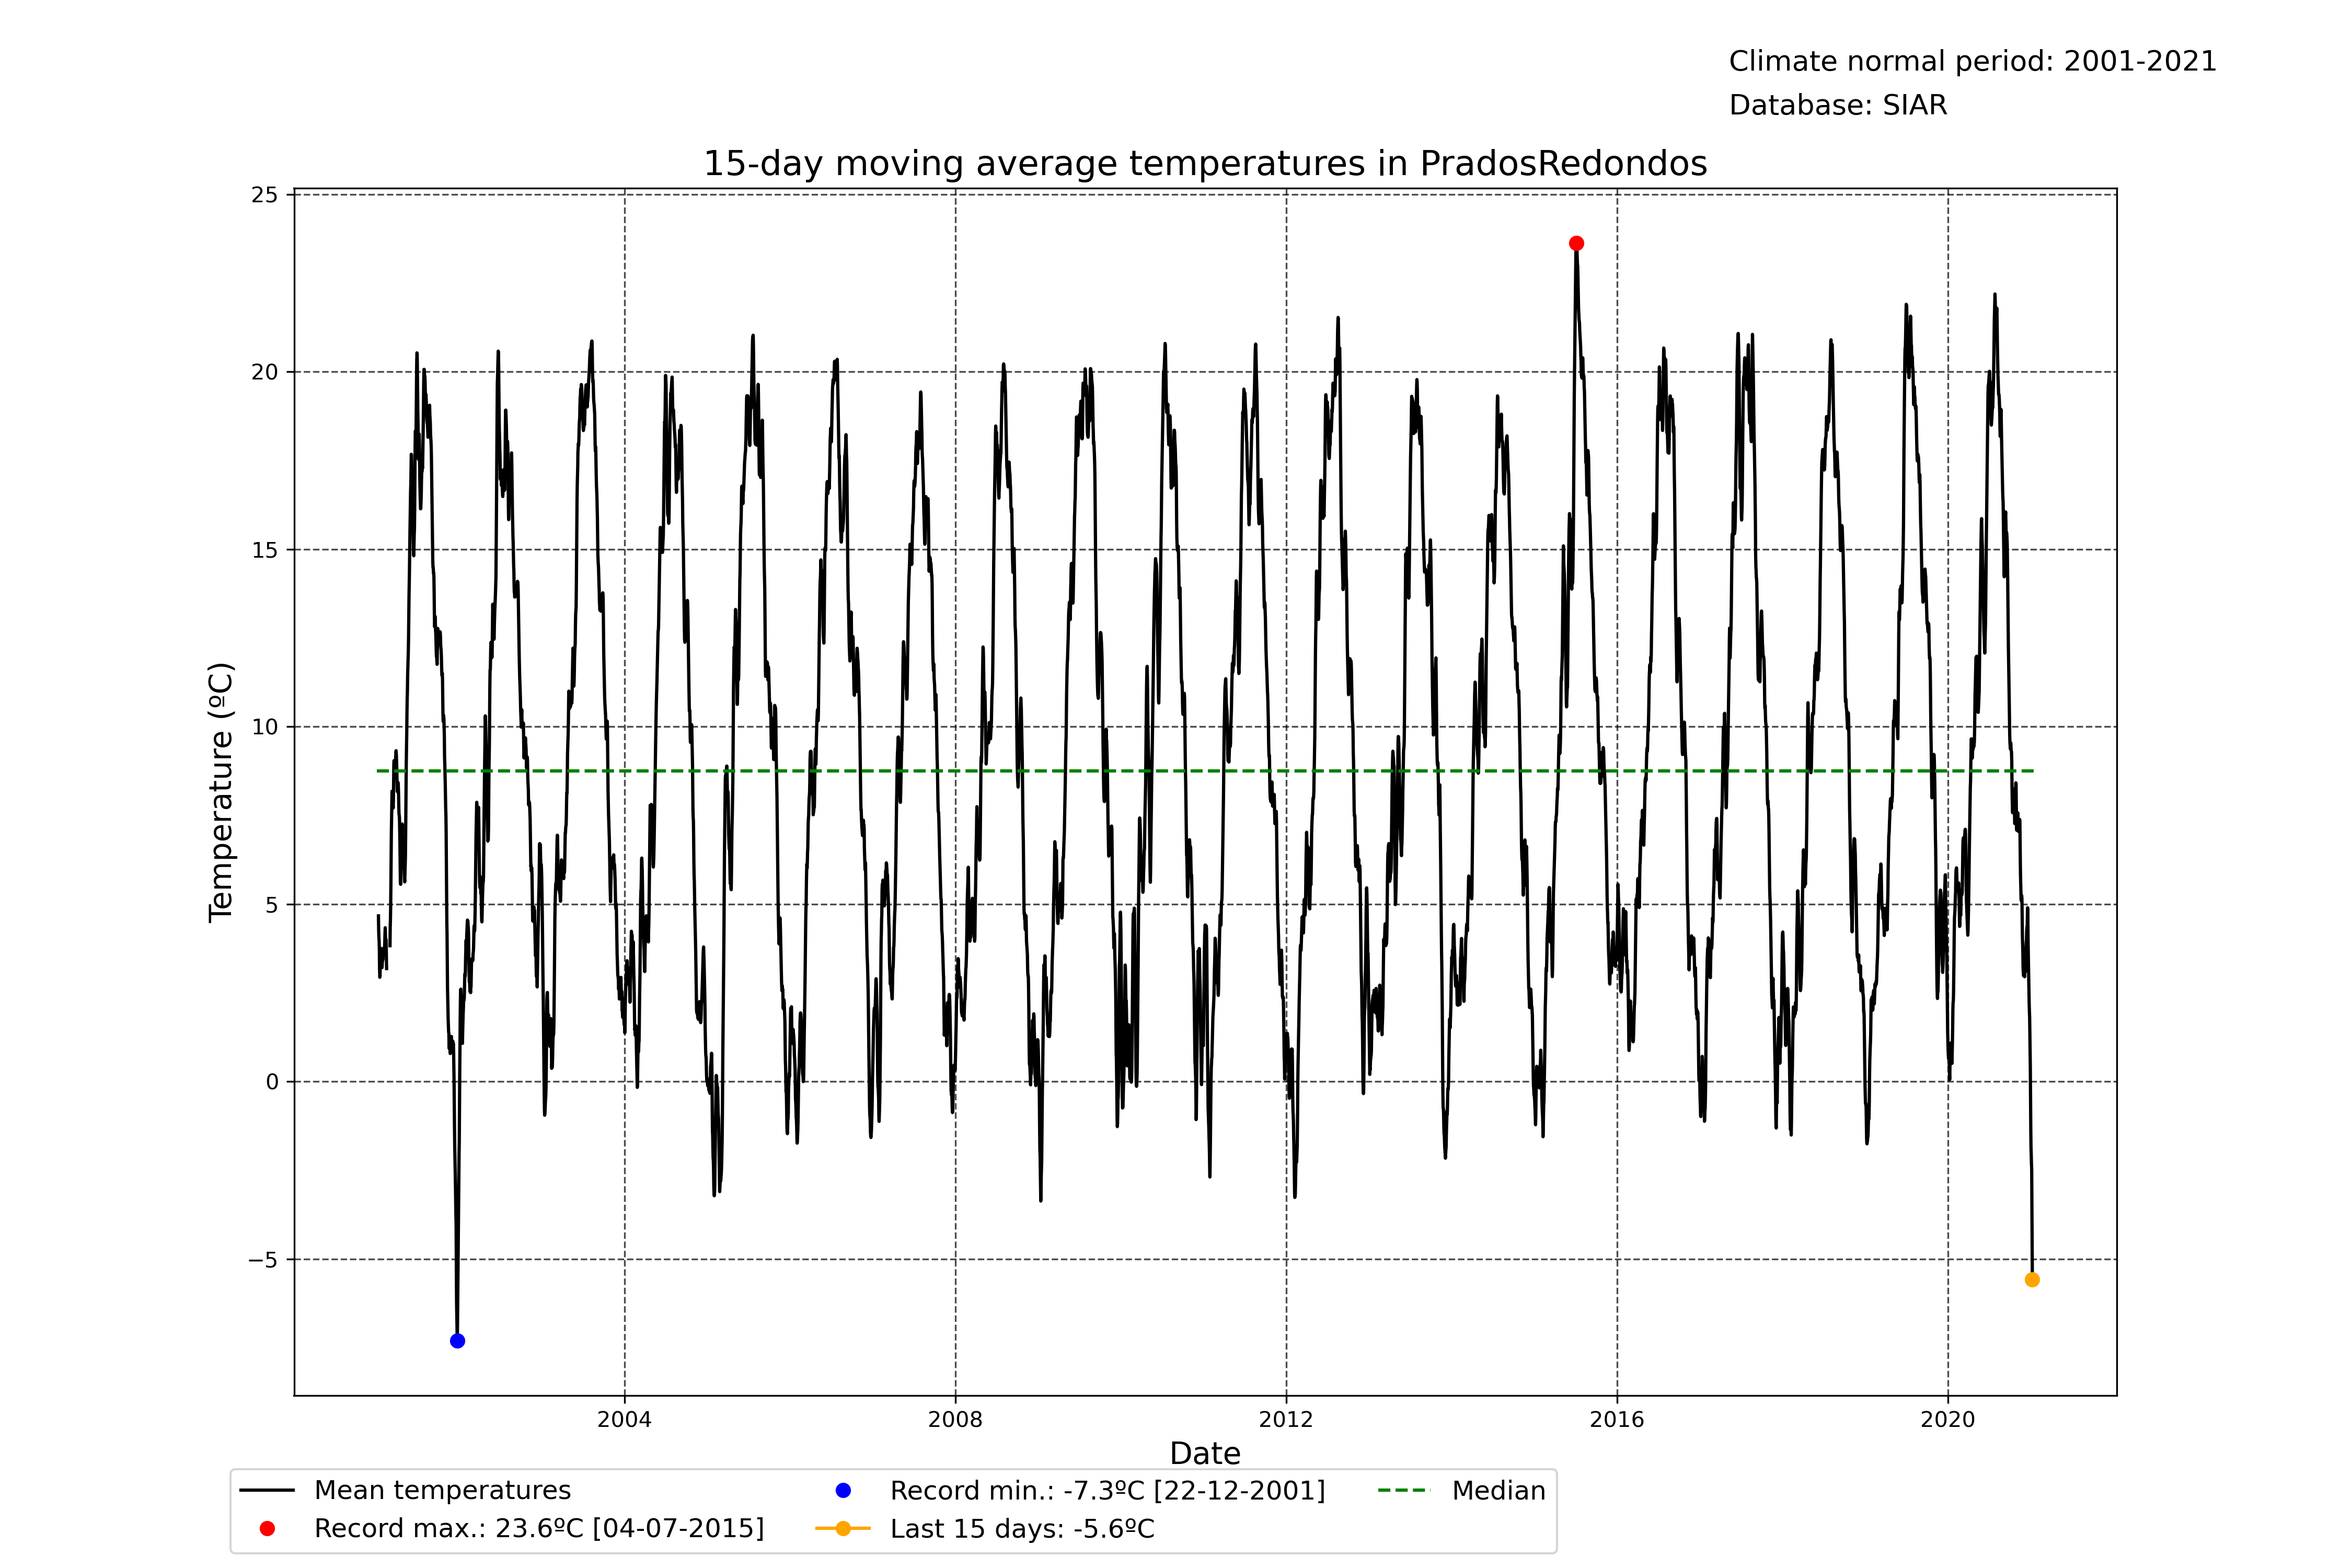 Climate normal period: 2001-2021
Database: SIAR
15-day moving average temperatures in PradosRedondos
25
20
15
10
5
0
−5
Temperature (ºC)
2004 2008 2012 2016 2020
Date
Mean temperatures
Record max.: 23.6ºC [04-07-2015]
Record min.: -7.3ºC [22-12-2001]
Last 15 days: -5.6ºC
Median